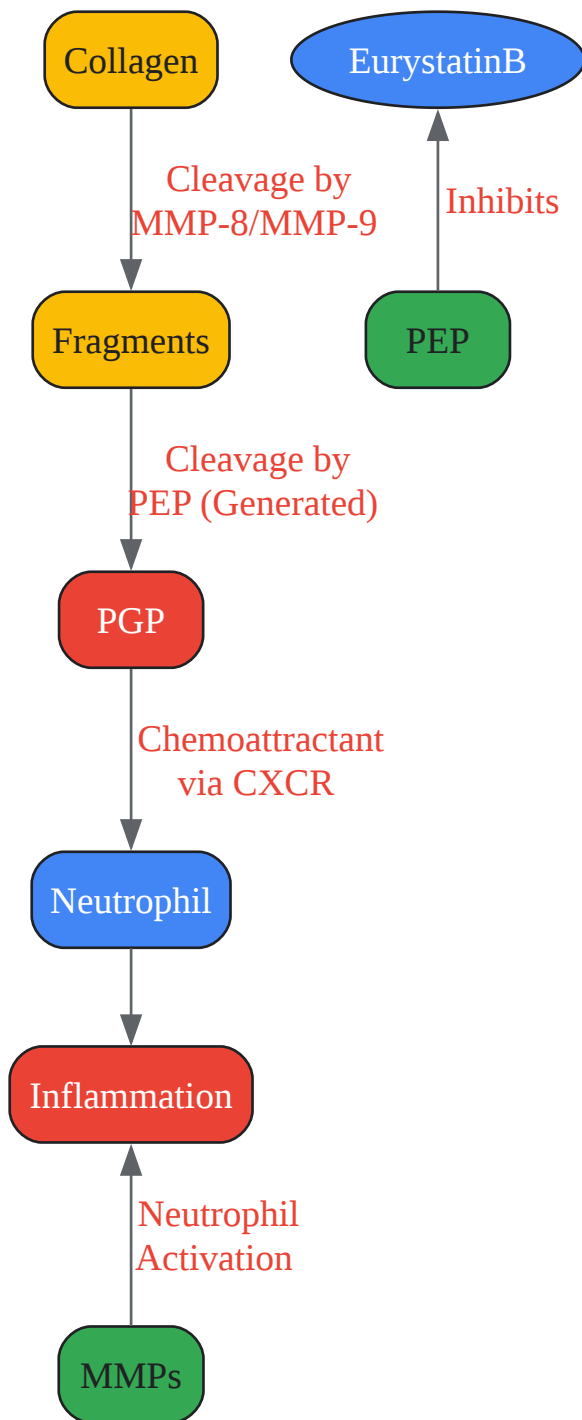 Collagen
EurystatinB
Cleavage by
MMP-8/MMP-9
Inhibits
Fragments
PEP
Cleavage by
PEP (Generated)
PGP
Chemoattractant
via CXCR
Neutrophil
Inflammation
Neutrophil
Activation
MMPs